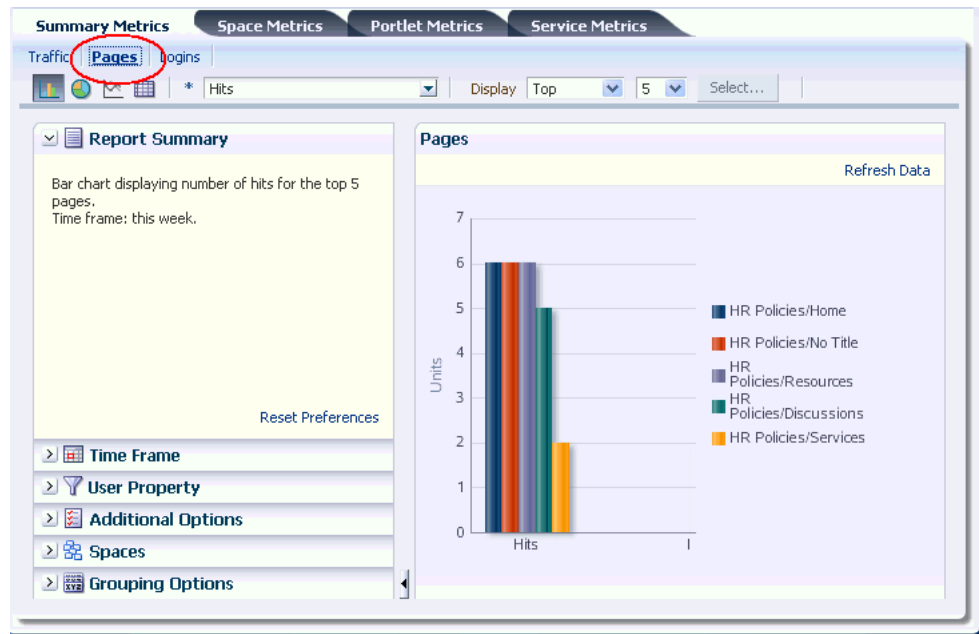 Summary Metrics Space Metrics Portlet Metrics Service Metrics
Traffic Pages Logins
* Hits Display Top 5 Select...
Report Summary
Bar chart displaying number of hits for the top 5
pages.
Time frame: this week.
Reset Preferences
Time Frame
User Property
Additional Options
Spaces
Grouping Options
Pages
Refresh Data
7
6
5
4
3
2
1
0
Units
Hits
HR Policies/Home
HR Policies/No Title
HR
Policies/Resources
HR
Policies/Discussions
HR Policies/Services